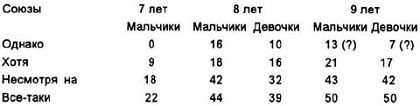 Союзы 7 лет 8 лет 9 лет
Мальчики Мальчики Девочки Мальчики Девочки
Однако 0 16 10 13 (?) 7 (?)
Хотя 9 18 16 21 17
Несмотря на 18 42 32 43 42
Все-таки 22 44 39 50 50